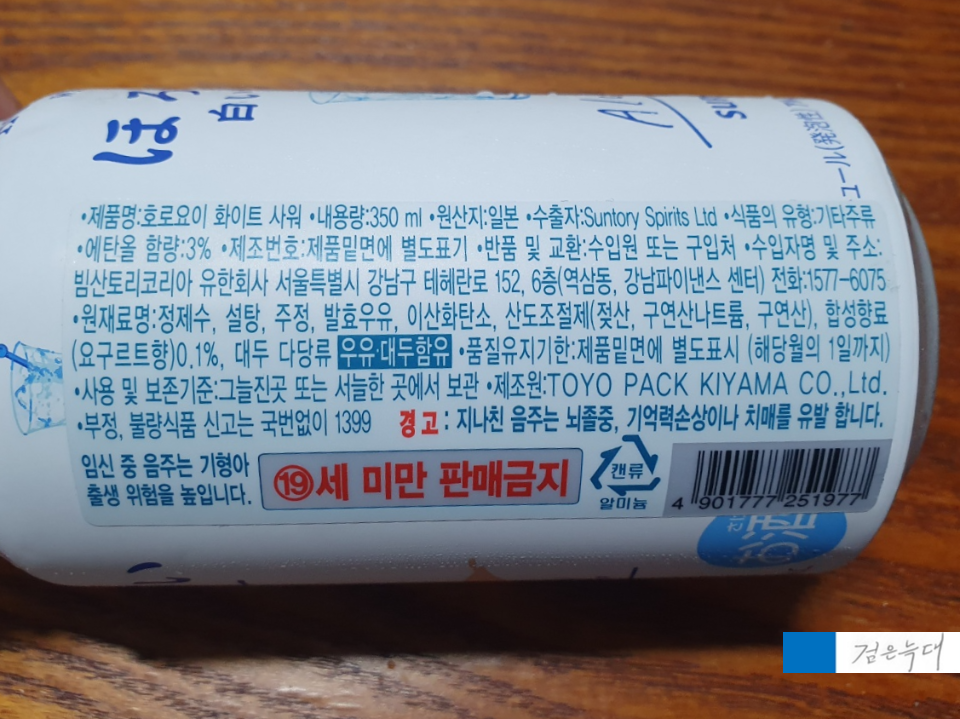 ほ
白い
sun
ュール(発泡性)
•제품명:호로요이 화이트 사워 •내용량:350 ml •원산지:일본 •수출자:Suntory Spirits Ltd •식품의 유형:기타주류
•에탄올 함량:3% •제조번호:제품밑면에 별도표기 •반품 및 교환:수입원 또는 구입처 •수입자명 및 주소:
빔산토리코리아 유한회사 서울특별시 강남구 테헤란로 152, 6층(역삼동, 강남파이낸스 센터) 전화:1577-6075
•원재료명:정제수, 설탕, 주정, 발효우유, 이산화탄소, 산도조절제(젖산, 구연산나트륨, 구연산), 합성향료
(요구르트향)0.1%, 대두 다당류 우유·대두함유 •품질유지기한:제품밑면에 별도표시 (해당월의 1일까지)
•사용 및 보존기준:그늘진곳 또는 서늘한 곳에서 보관 •제조원:TOYO PACK KIYAMA CO.,Ltd.
•부정, 불량식품 신고는 국번없이 1399 경고 : 지나친 음주는 뇌졸중, 기억력손상이나 치매를 유발 합니다.
임신 중 음주는 기형아
출생 위험을 높입니다.
⑲세 미만 판매금지
캔류
알미늄
4 901777 251977
お酒
검은늑대